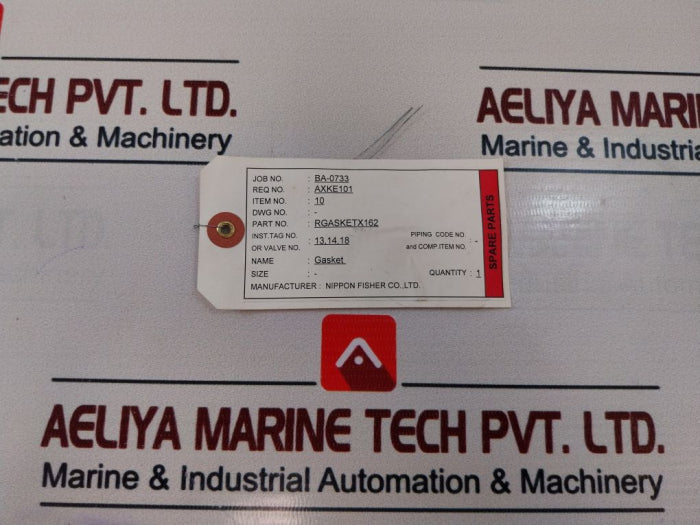 ECH PVT. LTD.
ation & Machinery
AELIYA MARI
Marine & Industria
JOB NO. : BA-0733
REQ NO. : AXKE101
ITEM NO. : 10
DWG NO. : -
PART NO. : RGASKETX162
INST.TAG NO.
OR VALVE NO. : 13.14.18
PIPING CODE NO.
and COMP.ITEM NO. : -
NAME : Gasket
SIZE : -
QUANTITY : 1
MANUFACTURER : NIPPON FISHER CO.,LTD.
SPARE PARTS
AELIYA MARINE TECH PVT. LTD.
Marine & Industrial Automation & Machinery